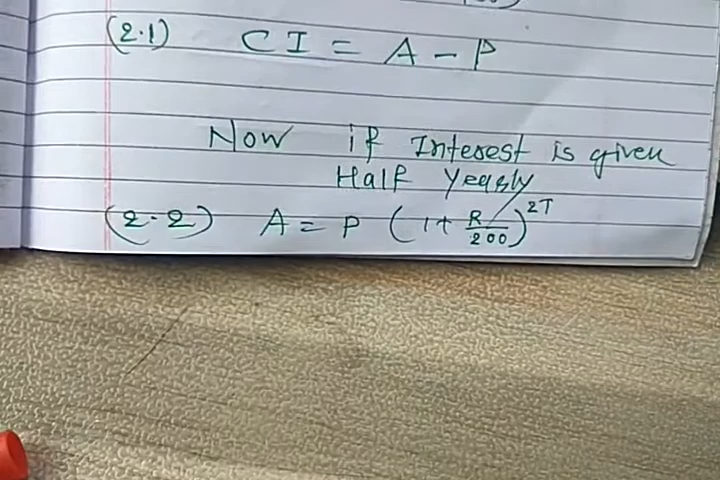 (2.1) CI = A - P
Now if Interest is given
Half Yearly
(2.2) A = P (1+ R/200)^2T